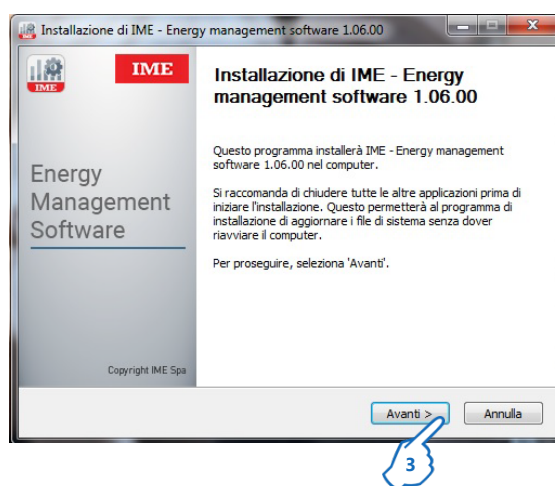 Installazione di IME - Energy management software 1.06.00
IME
IME
Installazione di IME - Energy
management software 1.06.00
Questo programma installerà IME - Energy management
software 1.06.00 nel computer.
Si raccomanda di chiudere tutte le altre applicazioni prima di
iniziare l'installazione. Questo permetterà al programma di
installazione di aggiornare i file di sistema senza dover
riavviare il computer.
Per proseguire, seleziona 'Avanti'.
Energy
Management
Software
Copyright IME Spa
Avanti >
Annulla
3